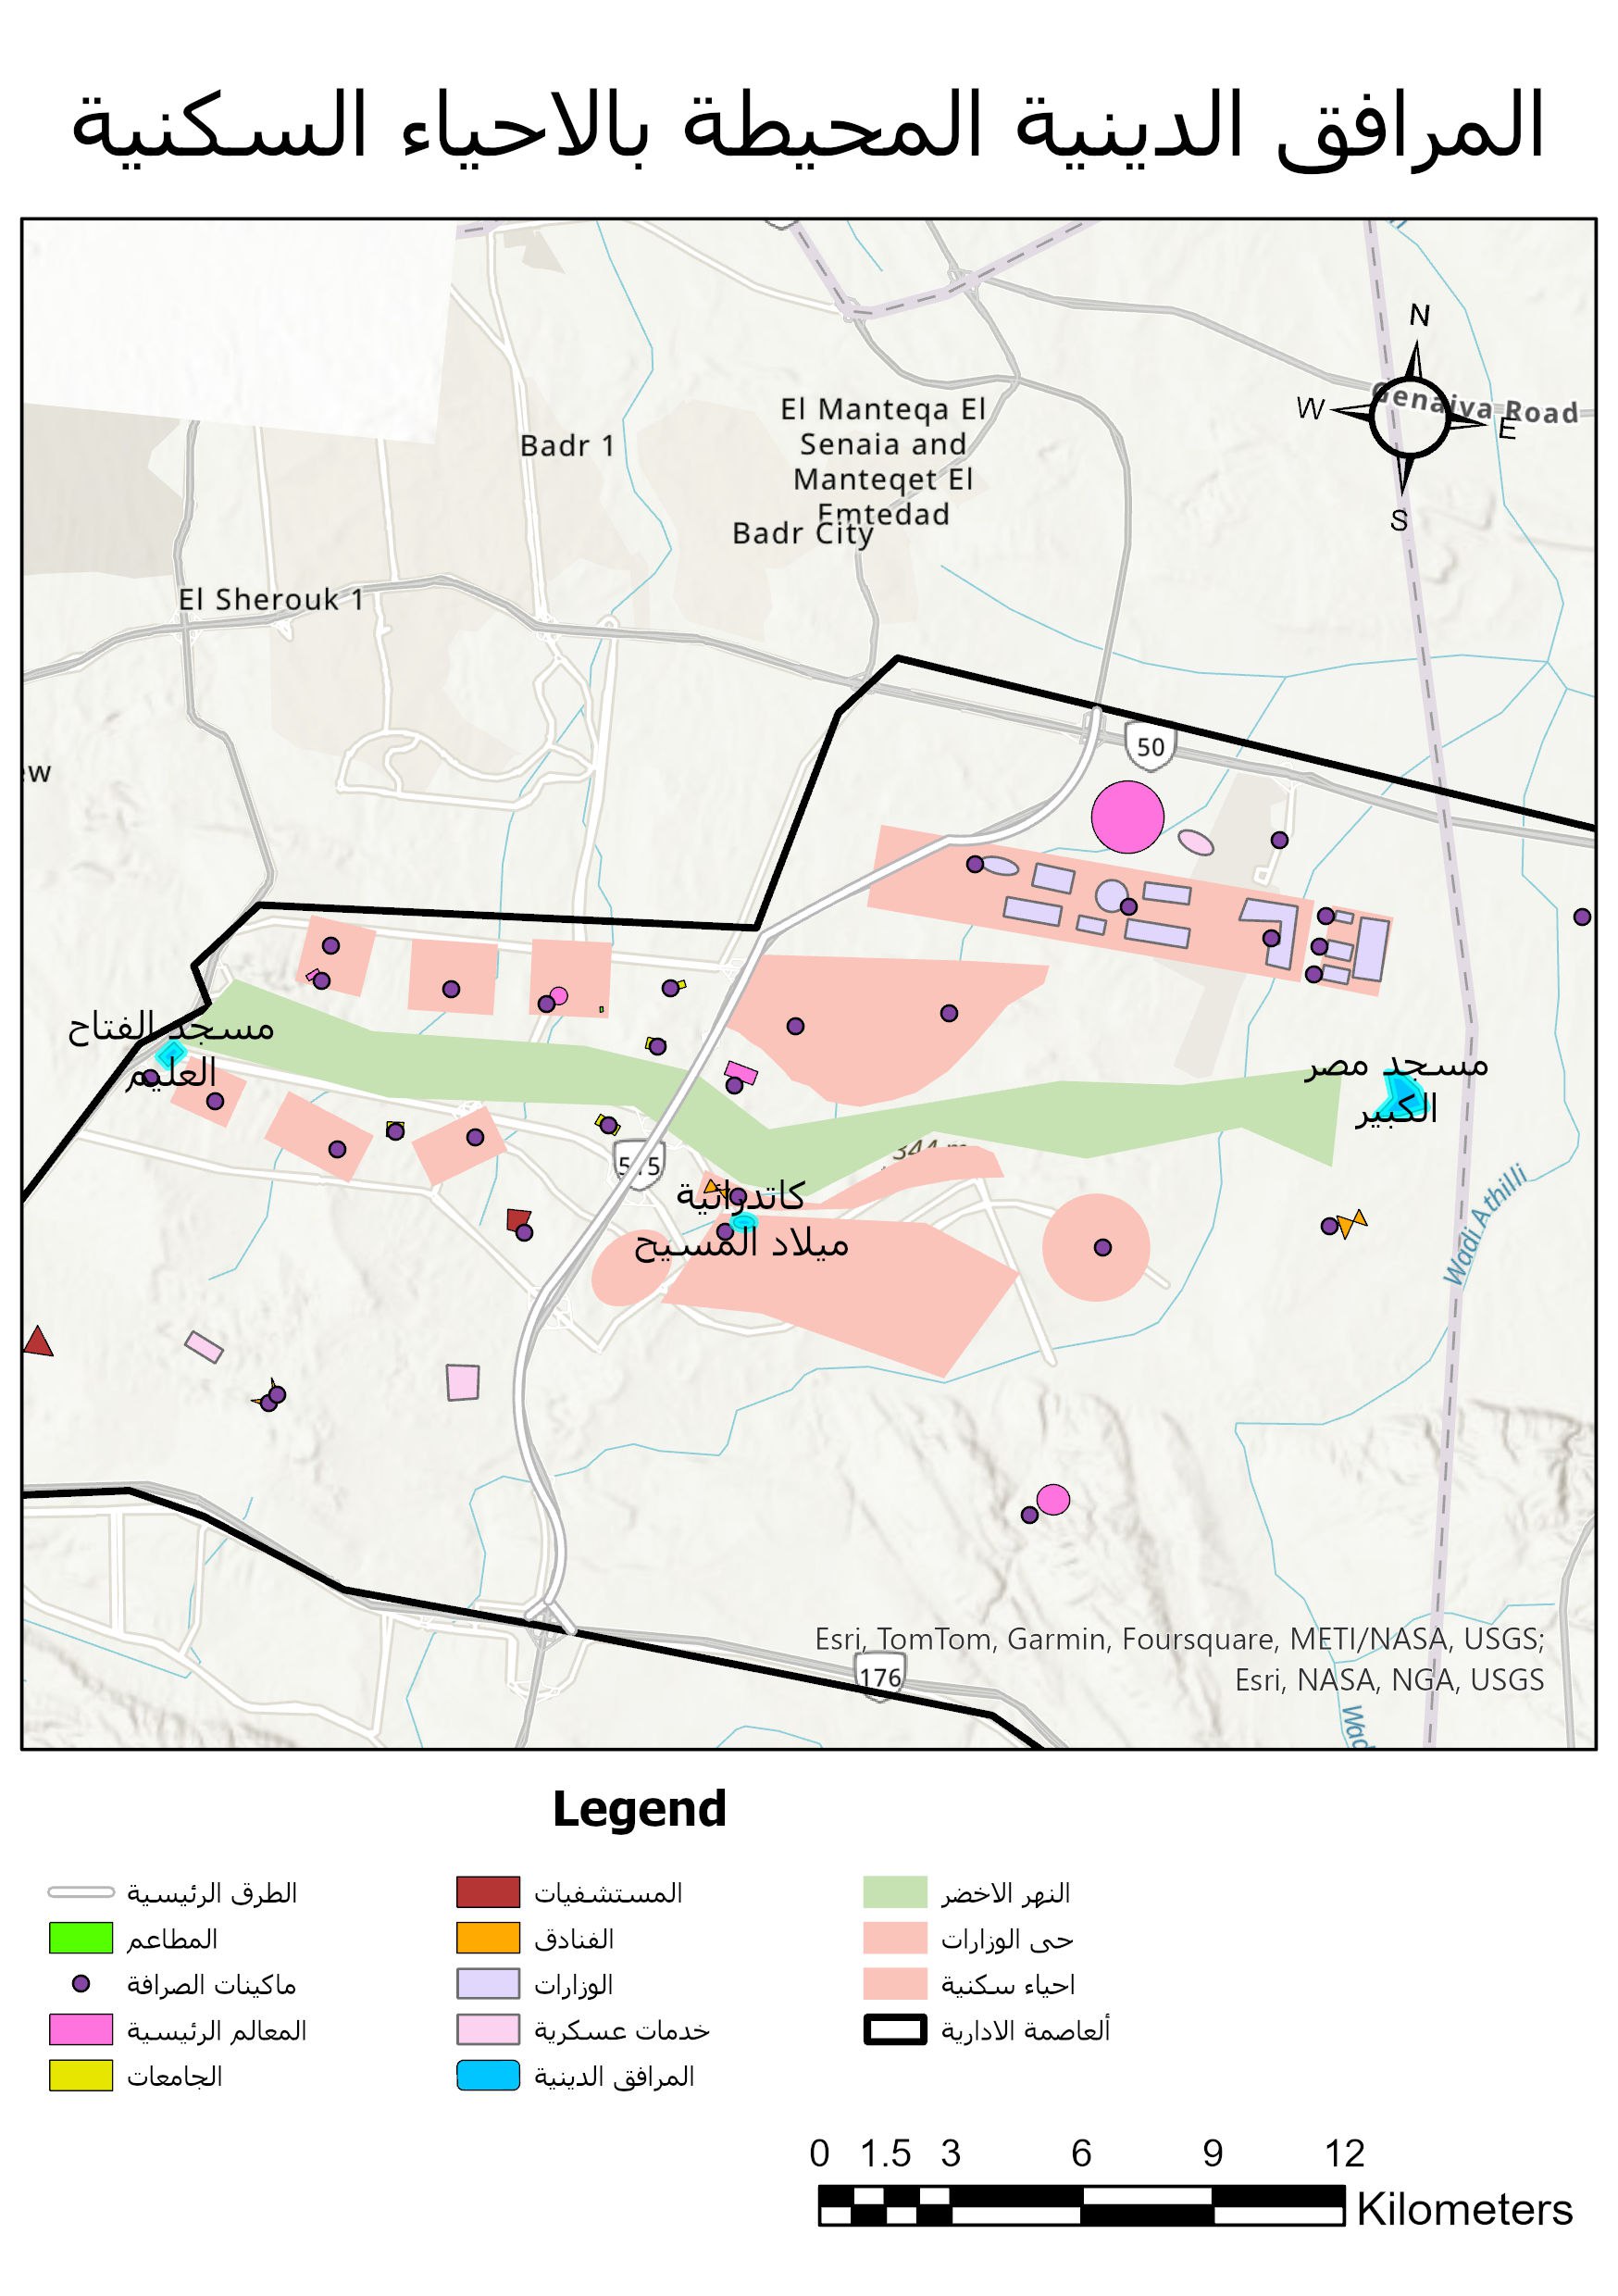 المرافق الدينية المحيطة بالاحياء السكنية
N
W
E
S
Genaiva Road
El Manteqa El
Senaia and
Manteqet El
Emtedad
Badr 1
Badr City
El Sherouk 1
ew
50
مسجد الفتاح
العليم
مسجد مصر
الكبير
344 m
كاتدرائية
ميلاد المسيح
Wadi Athilli
Esri, TomTom, Garmin, Foursquare, METI/NASA, USGS;
Esri, NASA, NGA, USGS
176
Wad
Legend
الطرق الرئيسية
المطاعم
ماكينات الصرافة
المعالم الرئيسية
الجامعات
المستشفيات
الفنادق
الوزارات
خدمات عسكرية
المرافق الدينية
النهر الاخضر
حى الوزارات
احياء سكنية
ألعاصمة الادارية
0 1.5 3 6 9 12
Kilometers